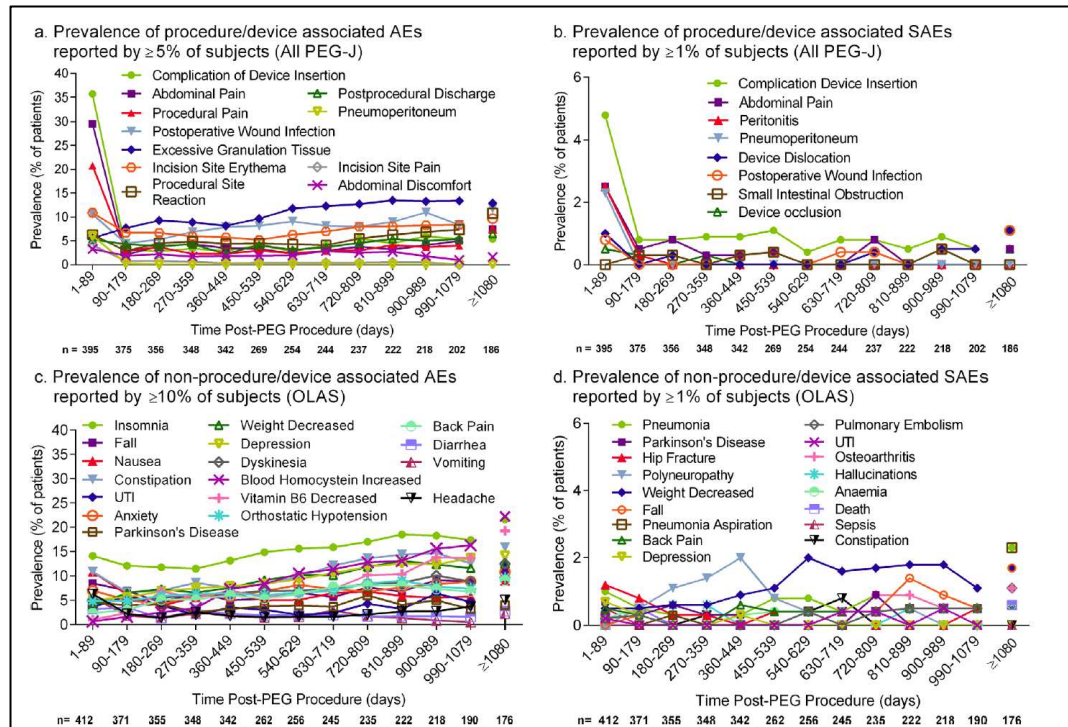 a. Prevalence of procedure/device associated AEs
reported by ≥5% of subjects (All PEG-J)
Prevalence (% of patients)
40
35
30
25
20
15
10
5
0
Complication of Device Insertion
Abdominal Pain
Procedural Pain
Postoperative Wound Infection
Excessive Granulation Tissue
Incision Site Erythema
Procedural Site
Reaction
Postprocedural Discharge
Pneumoperitoneum
Incision Site Pain
Abdominal Discomfort
1-89
90-179
180-269
270-359
360-449
450-539
540-629
630-719
720-809
810-899
900-989
990-1079
≥1080
Time Post-PEG Procedure (days)
n = 395 375 356 348 342 269 254 244 237 222 218 202 186
b. Prevalence of procedure/device associated SAEs
reported by ≥1% of subjects (All PEG-J)
Prevalence (% of patients)
6
4
2
0
Complication Device Insertion
Abdominal Pain
Peritonitis
Pneumoperitoneum
Device Dislocation
Postoperative Wound Infection
Small Intestinal Obstruction
Device occlusion
1-89
90-179
180-269
270-359
360-449
450-539
540-629
630-719
720-809
810-899
900-989
990-1079
≥1080
Time Post-PEG Procedure (days)
n = 395 375 356 348 342 269 254 244 237 222 218 202 186
c. Prevalence of non-procedure/device associated AEs
reported by ≥10% of subjects (OLAS)
Prevalence (% of patients)
40
35
30
25
20
15
10
5
0
Insomnia
Fall
Nausea
Constipation
UTI
Anxiety
Parkinson's Disease
Weight Decreased
Depression
Dyskinesia
Blood Homocystein Increased
Vitamin B6 Decreased
Orthostatic Hypotension
Back Pain
Diarrhea
Vomiting
Headache
1-89
90-179
180-269
270-359
360-449
450-539
540-629
630-719
720-809
810-899
900-989
990-1079
≥1080
Time Post-PEG Procedure (days)
n= 412 371 355 348 342 262 256 245 235 222 218 190 176
d. Prevalence of non-procedure/device associated SAEs
reported by ≥1% of subjects (OLAS)
Prevalence (% of patients)
6
4
2
0
Pneumonia
Parkinson's Disease
Hip Fracture
Polyneuropathy
Weight Decreased
Fall
Pneumonia Aspiration
Back Pain
Depression
Pulmonary Embolism
UTI
Osteoarthritis
Hallucinations
Anaemia
Death
Sepsis
Constipation
1-89
90-179
180-269
270-359
360-449
450-539
540-629
630-719
720-809
810-899
900-989
990-1079
≥1080
Time Post-PEG Procedure (days)
n= 412 371 355 348 342 262 256 245 235 222 218 190 176